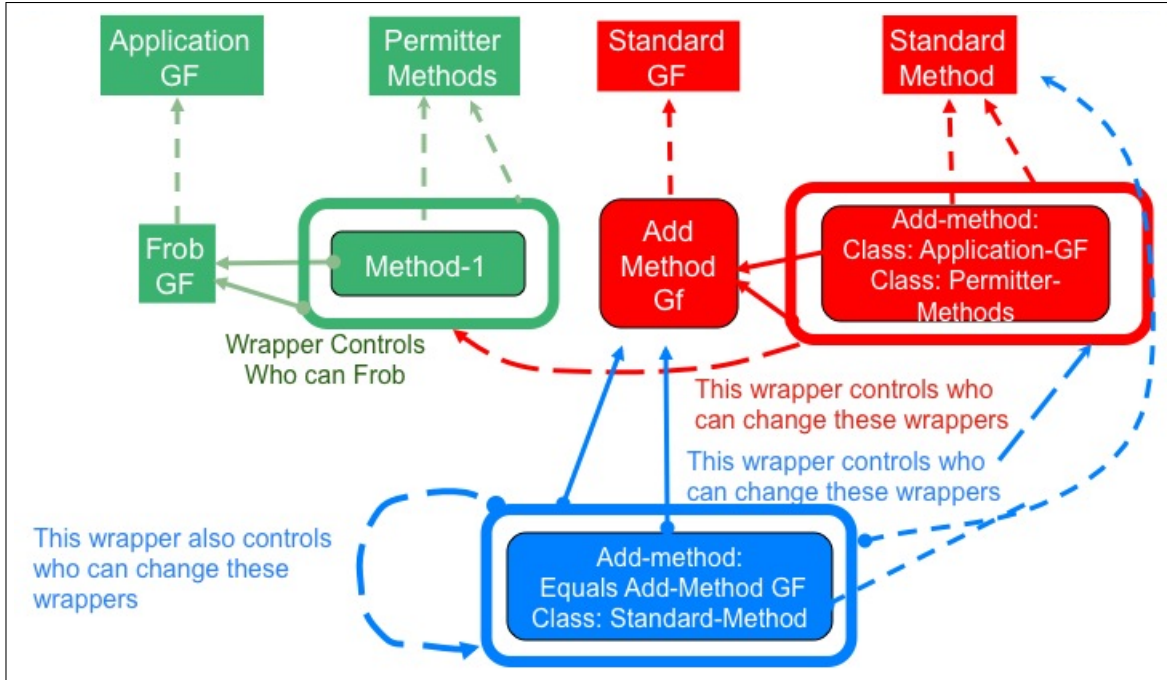 Application
GF
Permitter
Methods
Standard
GF
Standard
Method
Frob
GF
Method-1
Add
Method
Gf
Add-method:
Class: Application-GF
Class: Permitter-
Methods
Wrapper Controls
Who can Frob
This wrapper controls who
can change these wrappers
This wrapper controls who
can change these wrappers
This wrapper also controls
who can change these
wrappers
Add-method:
Equals Add-Method GF
Class: Standard-Method